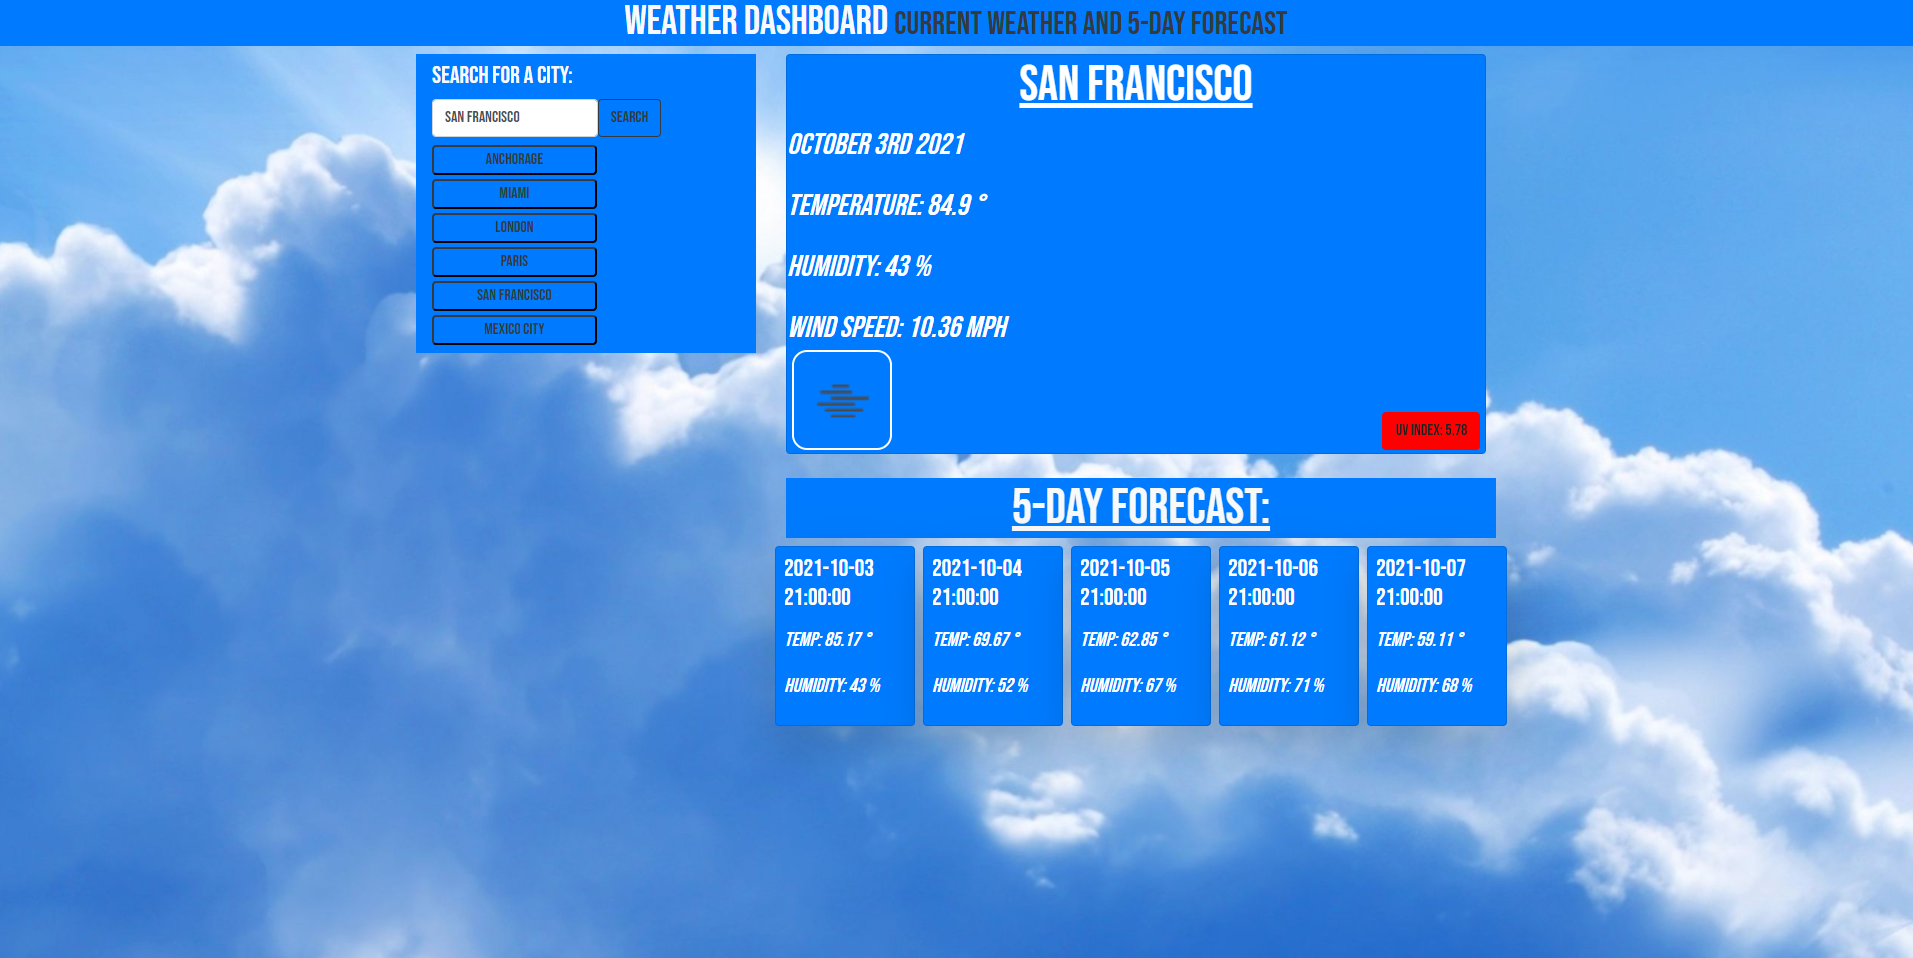 WEATHER DASHBOARD CURRENT WEATHER AND 5-DAY FORECAST
SEARCH FOR A CITY:
SAN FRANCISCO SEARCH
ANCHORAGE
MIAMI
LONDON
PARIS
SAN FRANCISCO
MEXICO CITY
SAN FRANCISCO
OCTOBER 3RD 2021
TEMPERATURE: 84.9 °
HUMIDITY: 43 %
WIND SPEED: 10.36 MPH
UV INDEX: 5.78
5-DAY FORECAST:
2021-10-03
21:00:00
TEMP: 85.17 °
HUMIDITY: 43 %
2021-10-04
21:00:00
TEMP: 69.67 °
HUMIDITY: 52 %
2021-10-05
21:00:00
TEMP: 62.85 °
HUMIDITY: 67 %
2021-10-06
21:00:00
TEMP: 61.12 °
HUMIDITY: 71 %
2021-10-07
21:00:00
TEMP: 59.11 °
HUMIDITY: 68 %